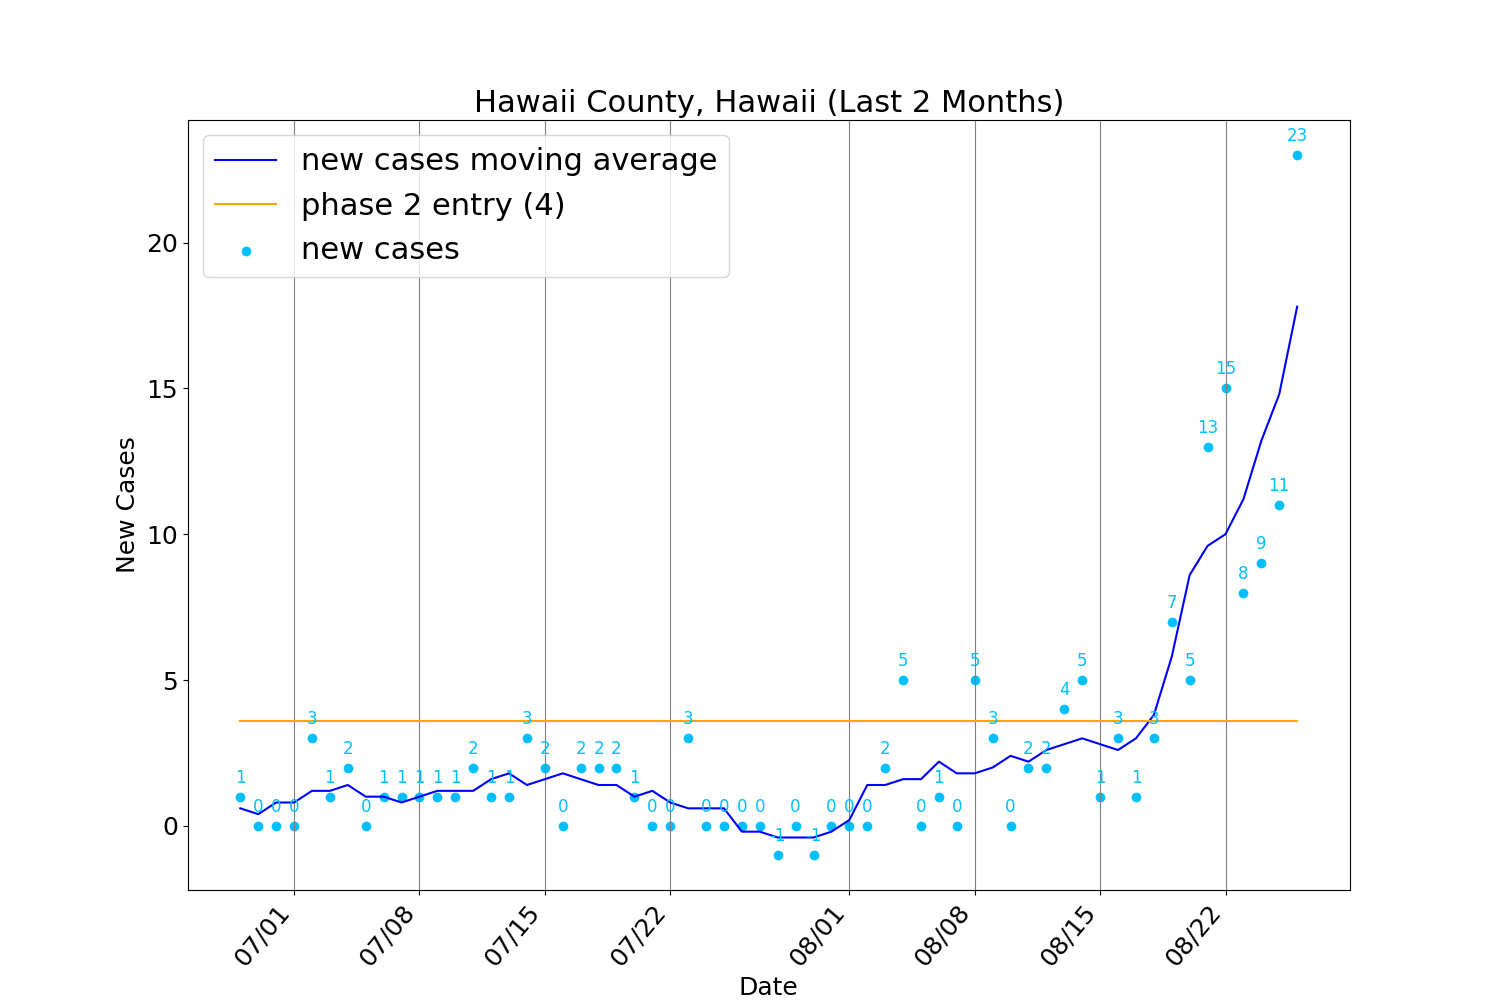 Hawaii County, Hawaii (Last 2 Months)
new cases moving average
phase 2 entry (4)
new cases
New Cases
23
20
15
15
13
11
10
9
8
7
5 5 5 5
5
4
3 3 3 3 3 3
2 2 2 2 2 2 2 2 2
1 1 1 1 1 1 1 1 1 1 1 1 1
0 0 0 0 0 0 0 0 0 0 0 0 0 0 0 0 0 0
0
-1 -1
07/01 07/08 07/15 07/22 08/01 08/08 08/15 08/22
Date